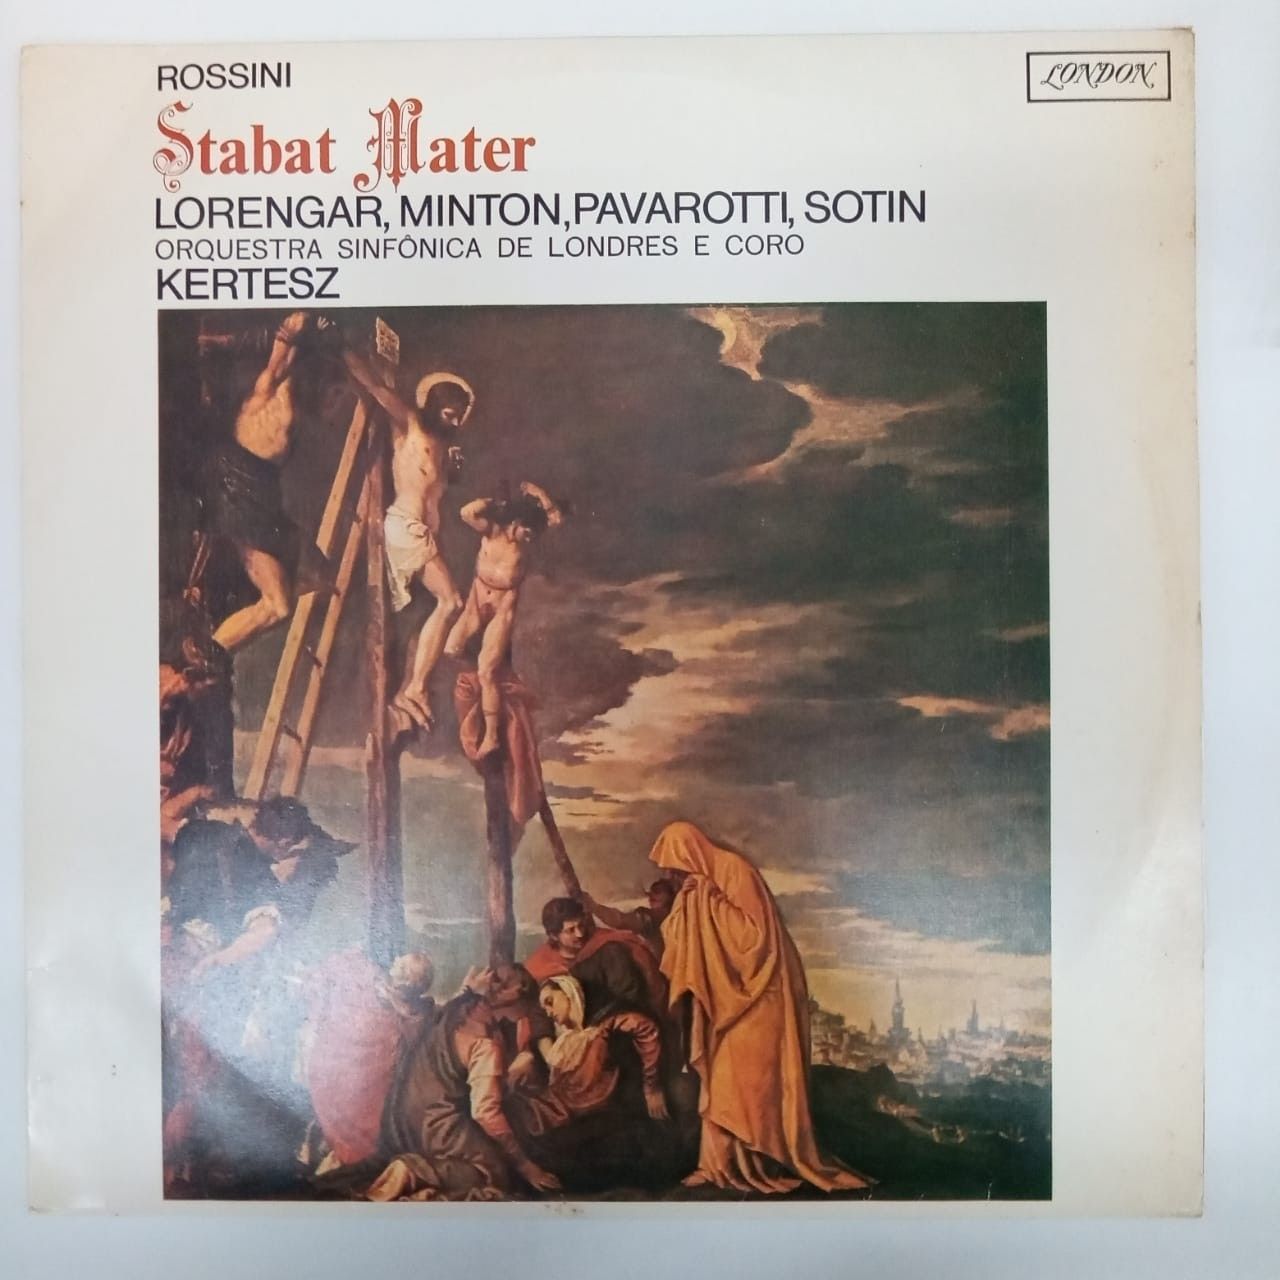 ROSSINI
LONDON
Stabat Mater
LORENGAR, MINTON, PAVAROTTI, SOTIN
ORQUESTRA SINFÔNICA DE LONDRES E CORO
KERTESZ